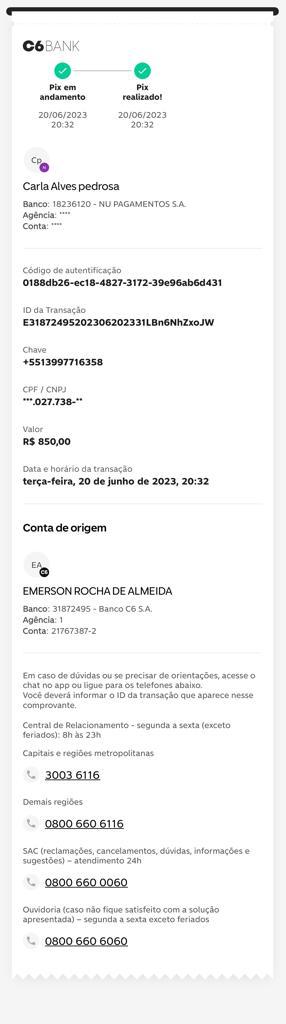 C6BANK
Pix em andamento
Pix realizado!
20/06/2023 20:32
20/06/2023 20:32
Cp
N
Carla Alves pedrosa
Banco: 18236120 - NU PAGAMENTOS S.A.
Agência: ****
Conta: ****
Código de autentificação
0188db26-ec18-4827-3172-39e96ab6d431
ID da Transação
E31872495202306202331LBn6NhZxoJW
Chave
+5513997716358
CPF / CNPJ
***.027.738-**
Valor
R$ 850,00
Data e horário da transação
terça-feira, 20 de junho de 2023, 20:32
Conta de origem
EA
C6
EMERSON ROCHA DE ALMEIDA
Banco: 31872495 - Banco C6 S.A.
Agência: 1
Conta: 21767387-2
Em caso de dúvidas ou se precisar de orientações, acesse o
chat no app ou ligue para os telefones abaixo.
Você deverá informar o ID da transação que aparece nesse
comprovante.
Central de Relacionamento - segunda a sexta (exceto
feriados): 8h às 23h
Capitais e regiões metropolitanas
3003 6116
Demais regiões
0800 660 6116
SAC (reclamações, cancelamentos, dúvidas, informações e
sugestões) – atendimento 24h
0800 660 0060
Ouvidoria (caso não fique satisfeito com a solução
apresentada) – segunda a sexta exceto feriados
0800 660 6060